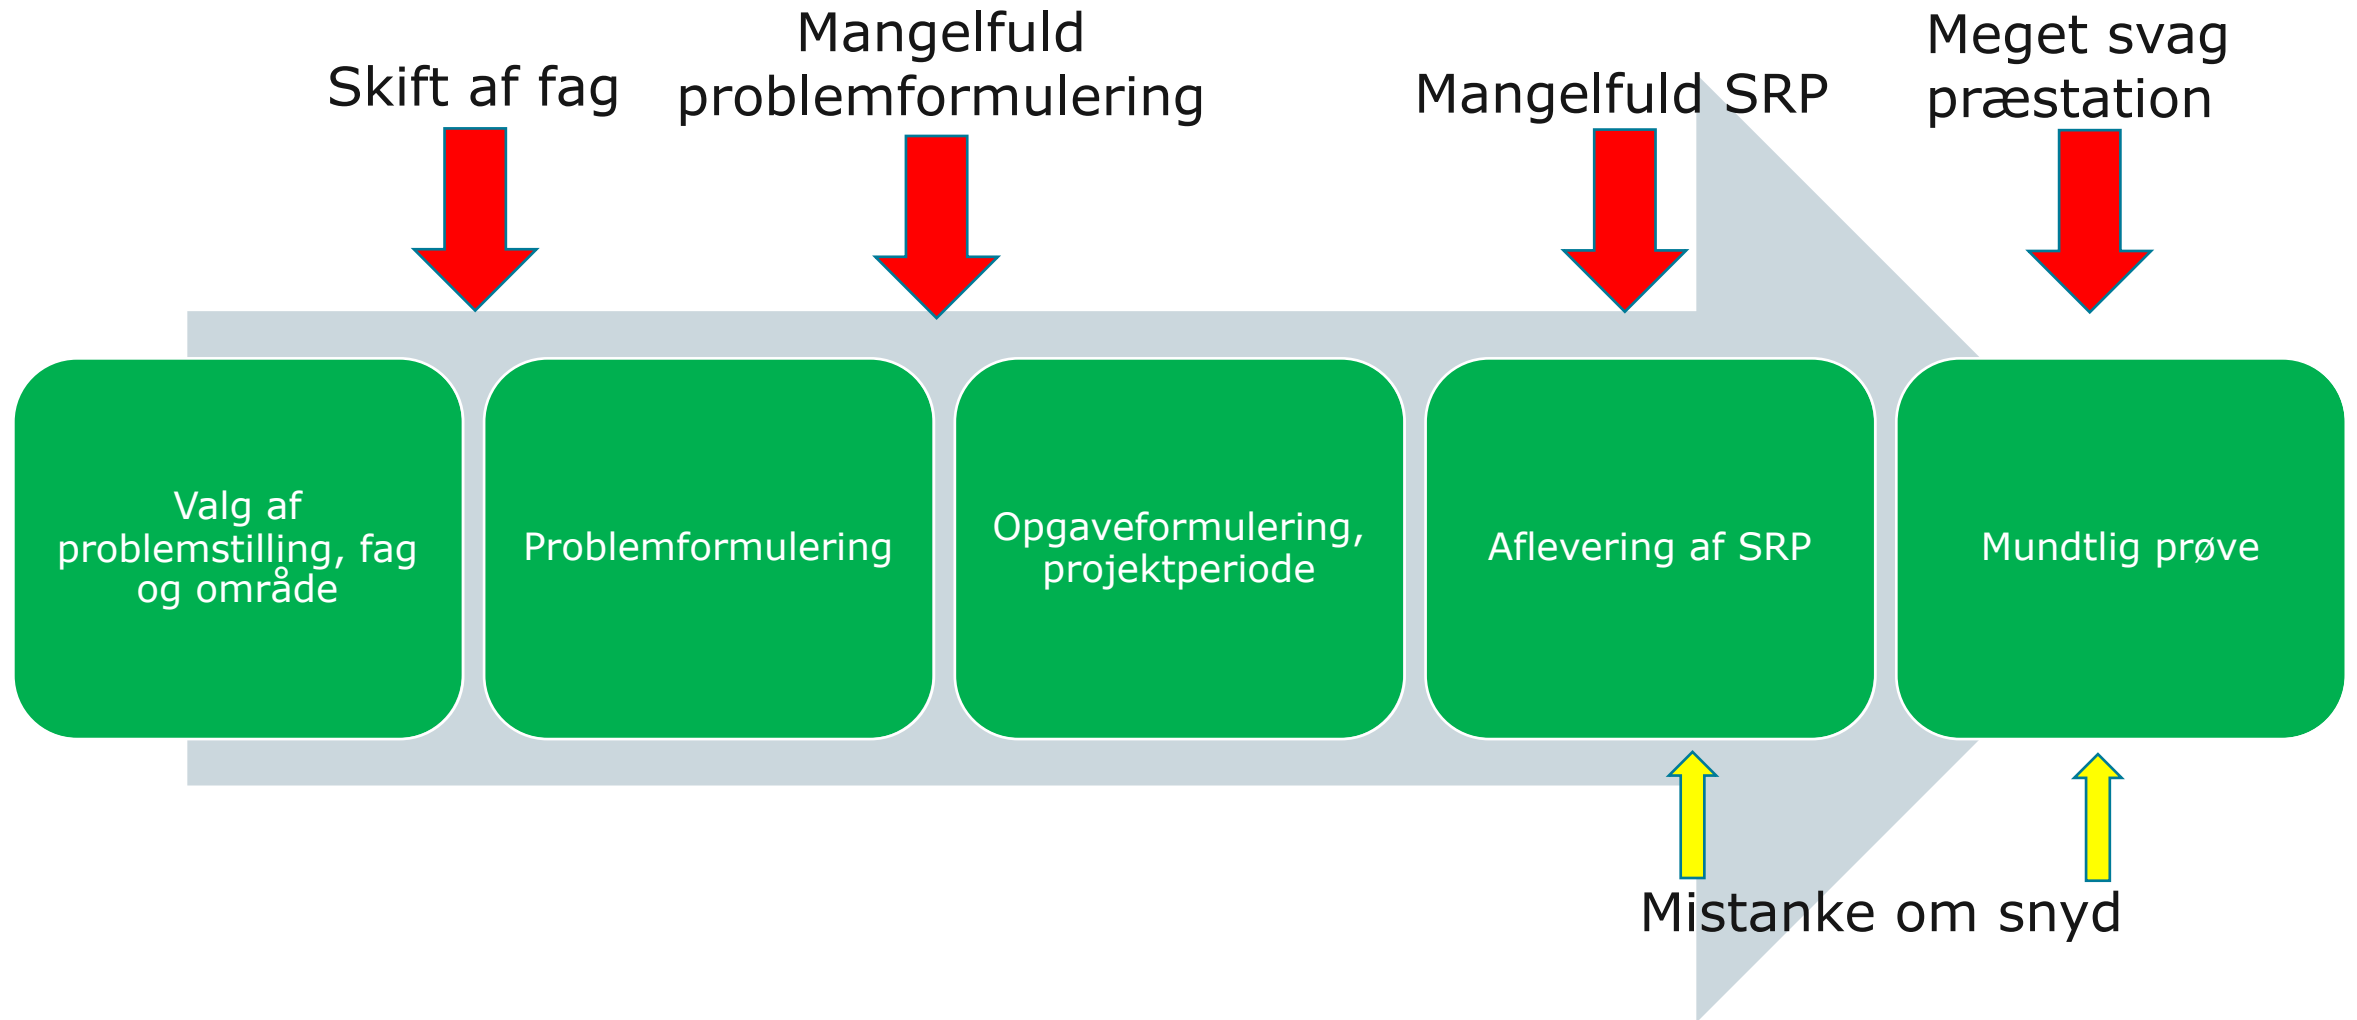 Skift af fag
Mangelfuld
problemformulering
Mangelfuld SRP
Meget svag
præstation
Valg af
problemstilling, fag
og område
Problemformulering
Opgaveformulering,
projektperiode
Aflevering af SRP
Mundtlig prøve
Mistanke om snyd